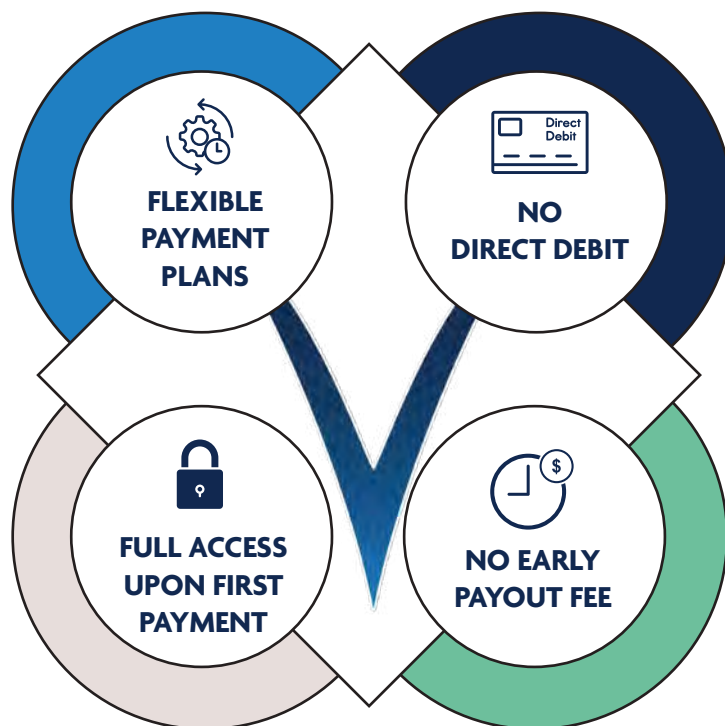 FLEXIBLE
PAYMENT
PLANS
Direct
Debit
NO
DIRECT DEBIT
FULL ACCESS
UPON FIRST
PAYMENT
$
NO EARLY
PAYOUT FEE